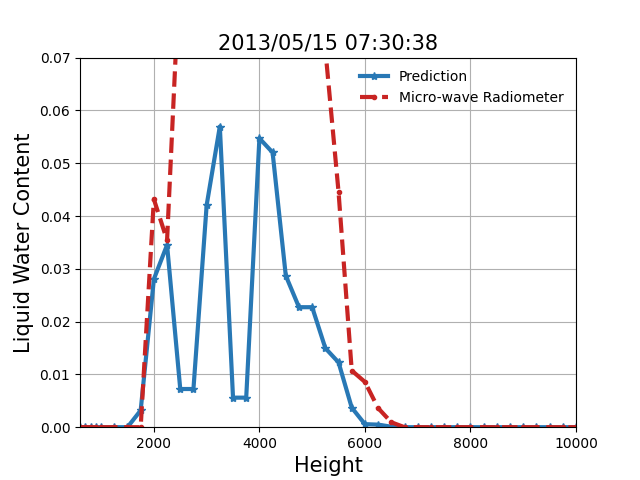 2013/05/15 07:30:38
0.07
0.06
0.05
0.04
0.03
0.02
0.01
0.00
Liquid Water Content
Prediction
Micro-wave Radiometer
2000 4000 6000 8000 10000
Height